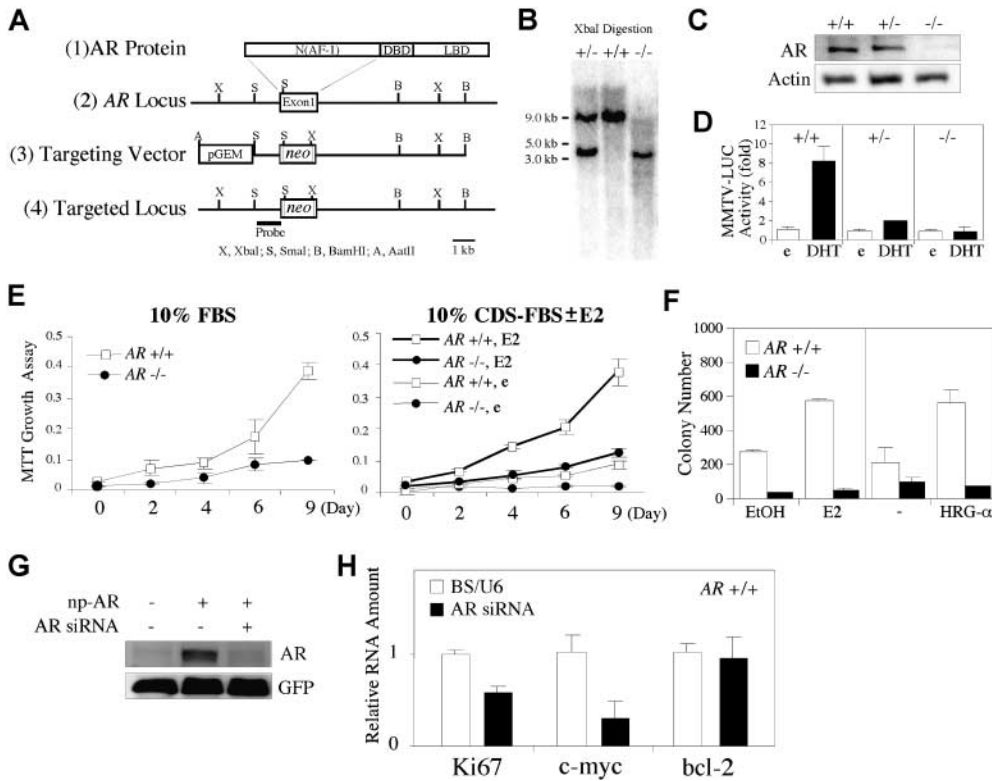 A
(1)AR Protein
N(AF-1) DBD LBD
(2) AR Locus
X S S Exon1 B X B
(3) Targeting Vector
A pGEM S S neo X B X B
(4) Targeted Locus
X S S neo X B X B
Probe
X, XbaI; S, SmaI; B, BamHI; A, AatII
1 kb
B
XbaI Digestion
+/- +/+ -/-
9.0 kb
5.0 kb
3.0 kb
C
+/+ +/- -/-
AR
Actin
D
MMTV-LUC
Activity (fold)
12
10
8
6
4
2
0
+/+ +/- -/-
e DHT e DHT e DHT
E
10% FBS
MTT Growth Assay
0.5
0.4
0.3
0.2
0.1
0
AR +/+
AR -/-
0 2 4 6 9 (Day)
10% CDS-FBS±E2
0.5
0.4
0.3
0.2
0.1
0
AR +/+, E2
AR -/-, E2
AR +/+, e
AR -/-, e
0 2 4 6 9 (Day)
F
Colony Number
1000
800
600
400
200
0
AR +/+
AR -/-
EtOH E2 - HRG-α
G
np-AR - + +
AR siRNA - - +
AR
GFP
H
Relative RNA Amount
1
0
BS/U6
AR siRNA
AR +/+
Ki67 c-myc bcl-2